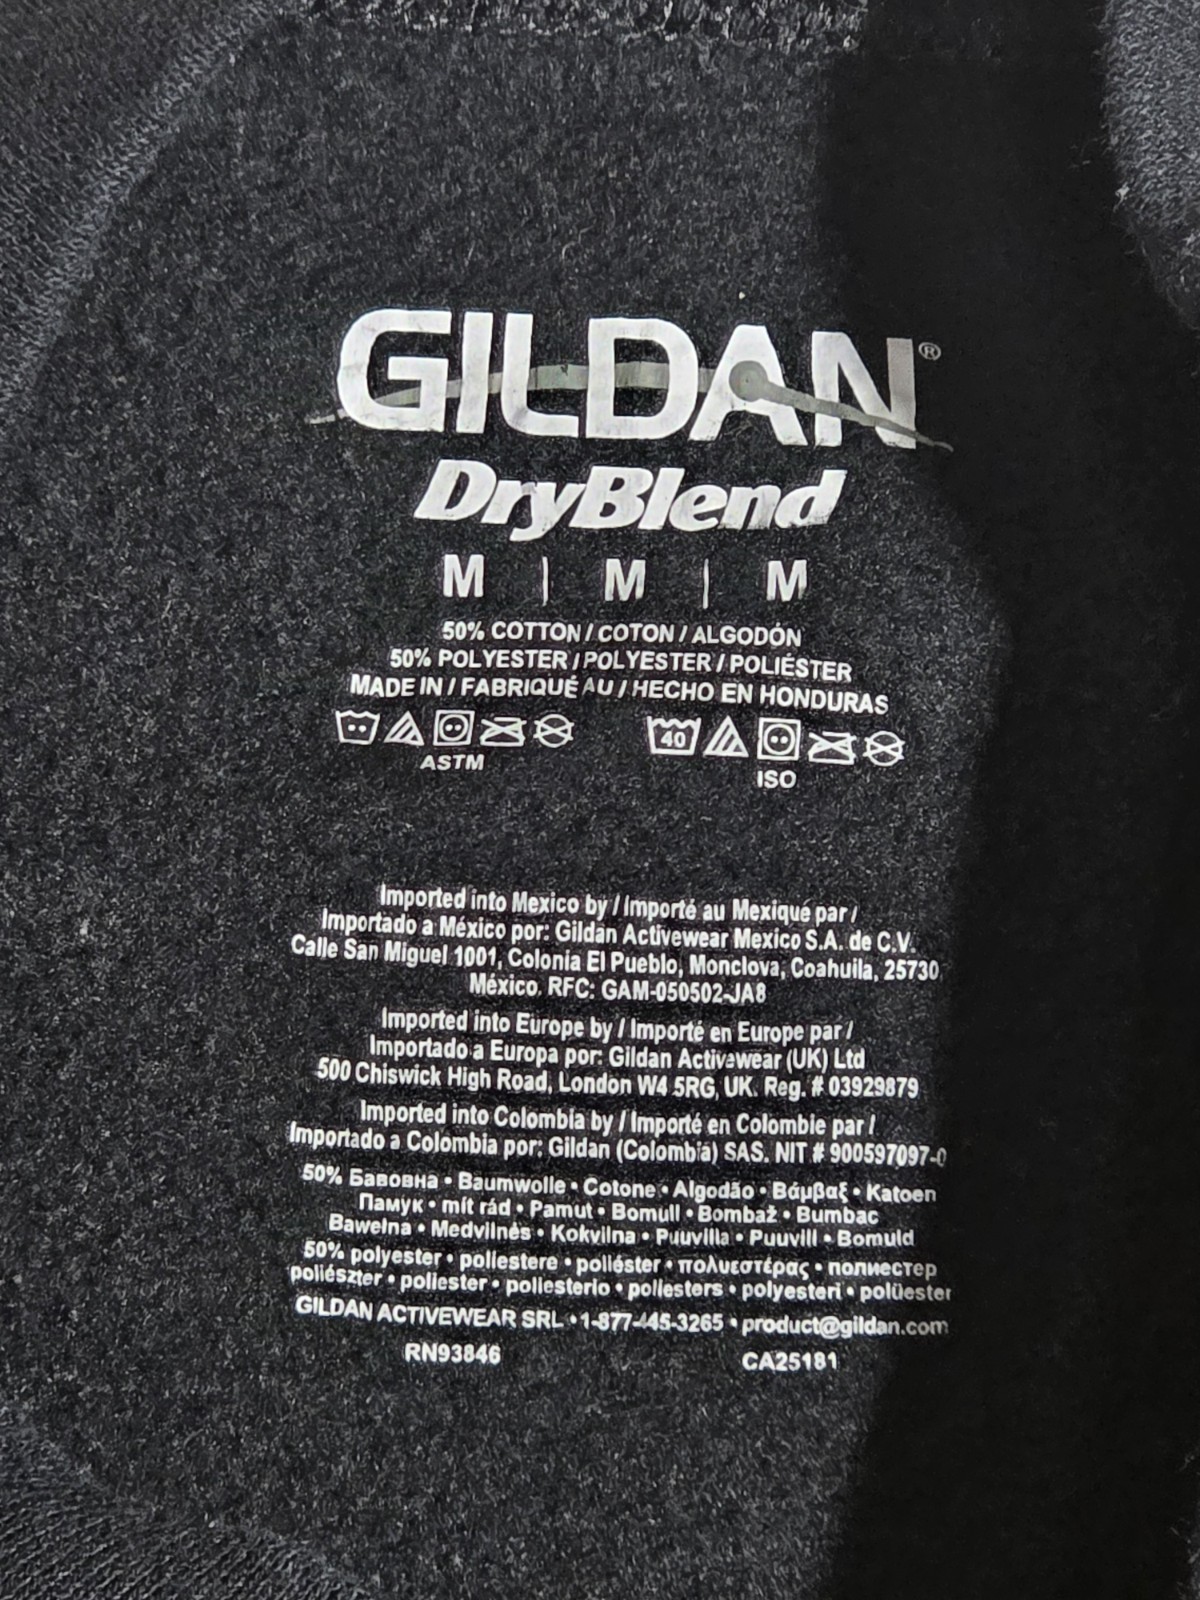 GILDAN®
DryBlend
M | M | M
50% COTTON / COTON / ALGODÓN
50% POLYESTER / POLYESTER / POLIÉSTER
MADE IN / FABRIQUÉ AU / HECHO EN HONDURAS
40
ASTM
ISO
Imported into Mexico by / Importé au Mexique par /
Importado a México por: Gildan Activewear Mexico S.A. de C.V.
Calle San Miguel 1001, Colonia El Pueblo, Monclova, Coahuila, 25730,
México. RFC: GAM-050502-JA8
Imported into Europe by / Importé en Europe par /
Importado a Europa por: Gildan Activewear (UK) Ltd
500 Chiswick High Road, London W4 5RG, UK. Reg. # 03929879
Imported into Colombia by / Importé en Colombie par /
Importado a Colombia por: Gildan (Colombia) SAS. NIT # 900597097-0
50% Бавовна • Baumwolle • Cotone • Algodão • Βάμβαξ • Katoen
Памук • mít rád • Pamut • Bomull • Bombaž • Bumbac
Bawełna • Medvilnės • Kokvilna • Puuvilla • Puuvill • Bomuld
50% polyester • poliestere • poliéster • πολυεστέρας • полиестер
poliészter • poliester • poliesterio • poliesters • polyesteri • polüester
GILDAN ACTIVEWEAR SRL • 1-877-445-3265 • product@gildan.com
RN93846
CA25181